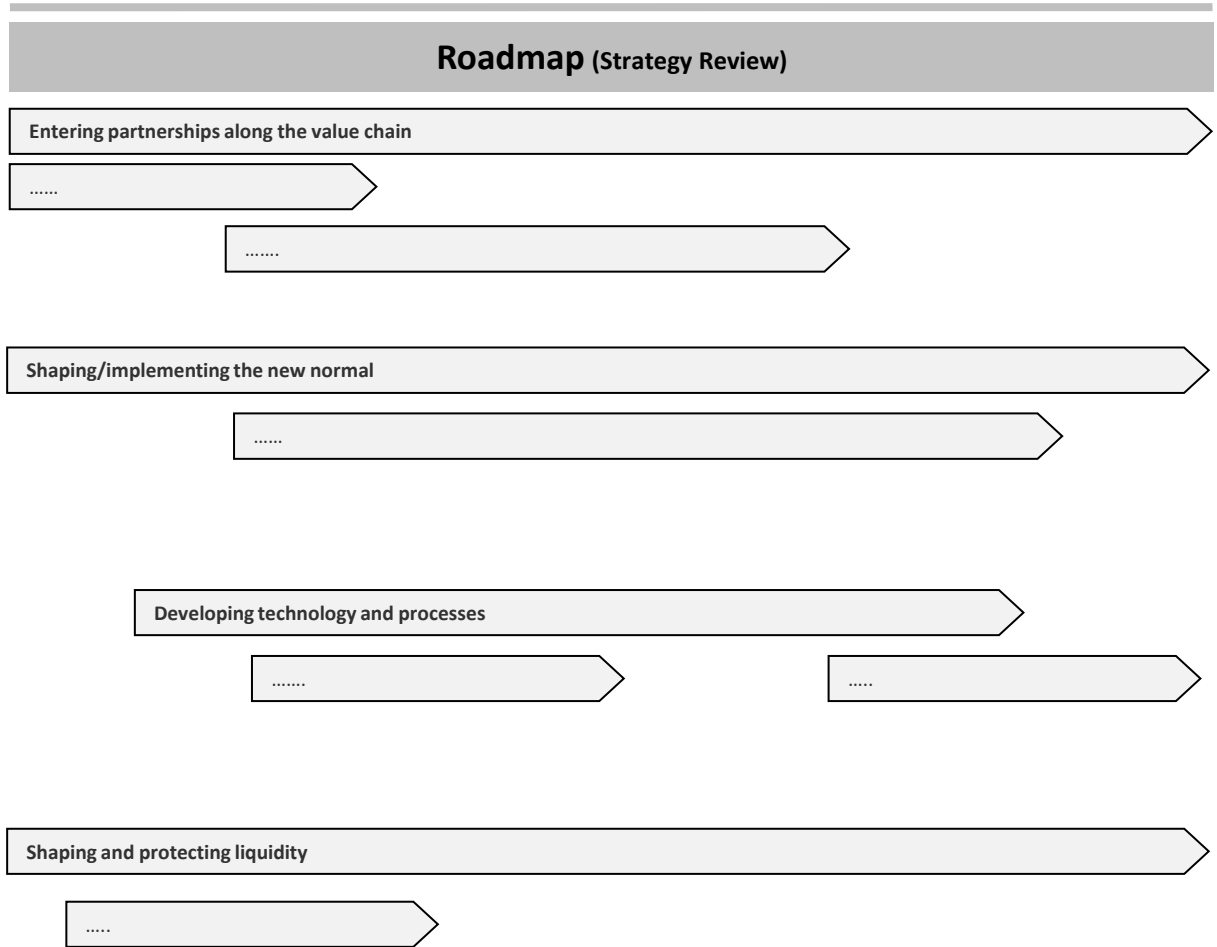 Roadmap (Strategy Review)
Entering partnerships along the value chain
......
.......
Shaping/implementing the new normal
......
Developing technology and processes
.......
.....
Shaping and protecting liquidity
.....